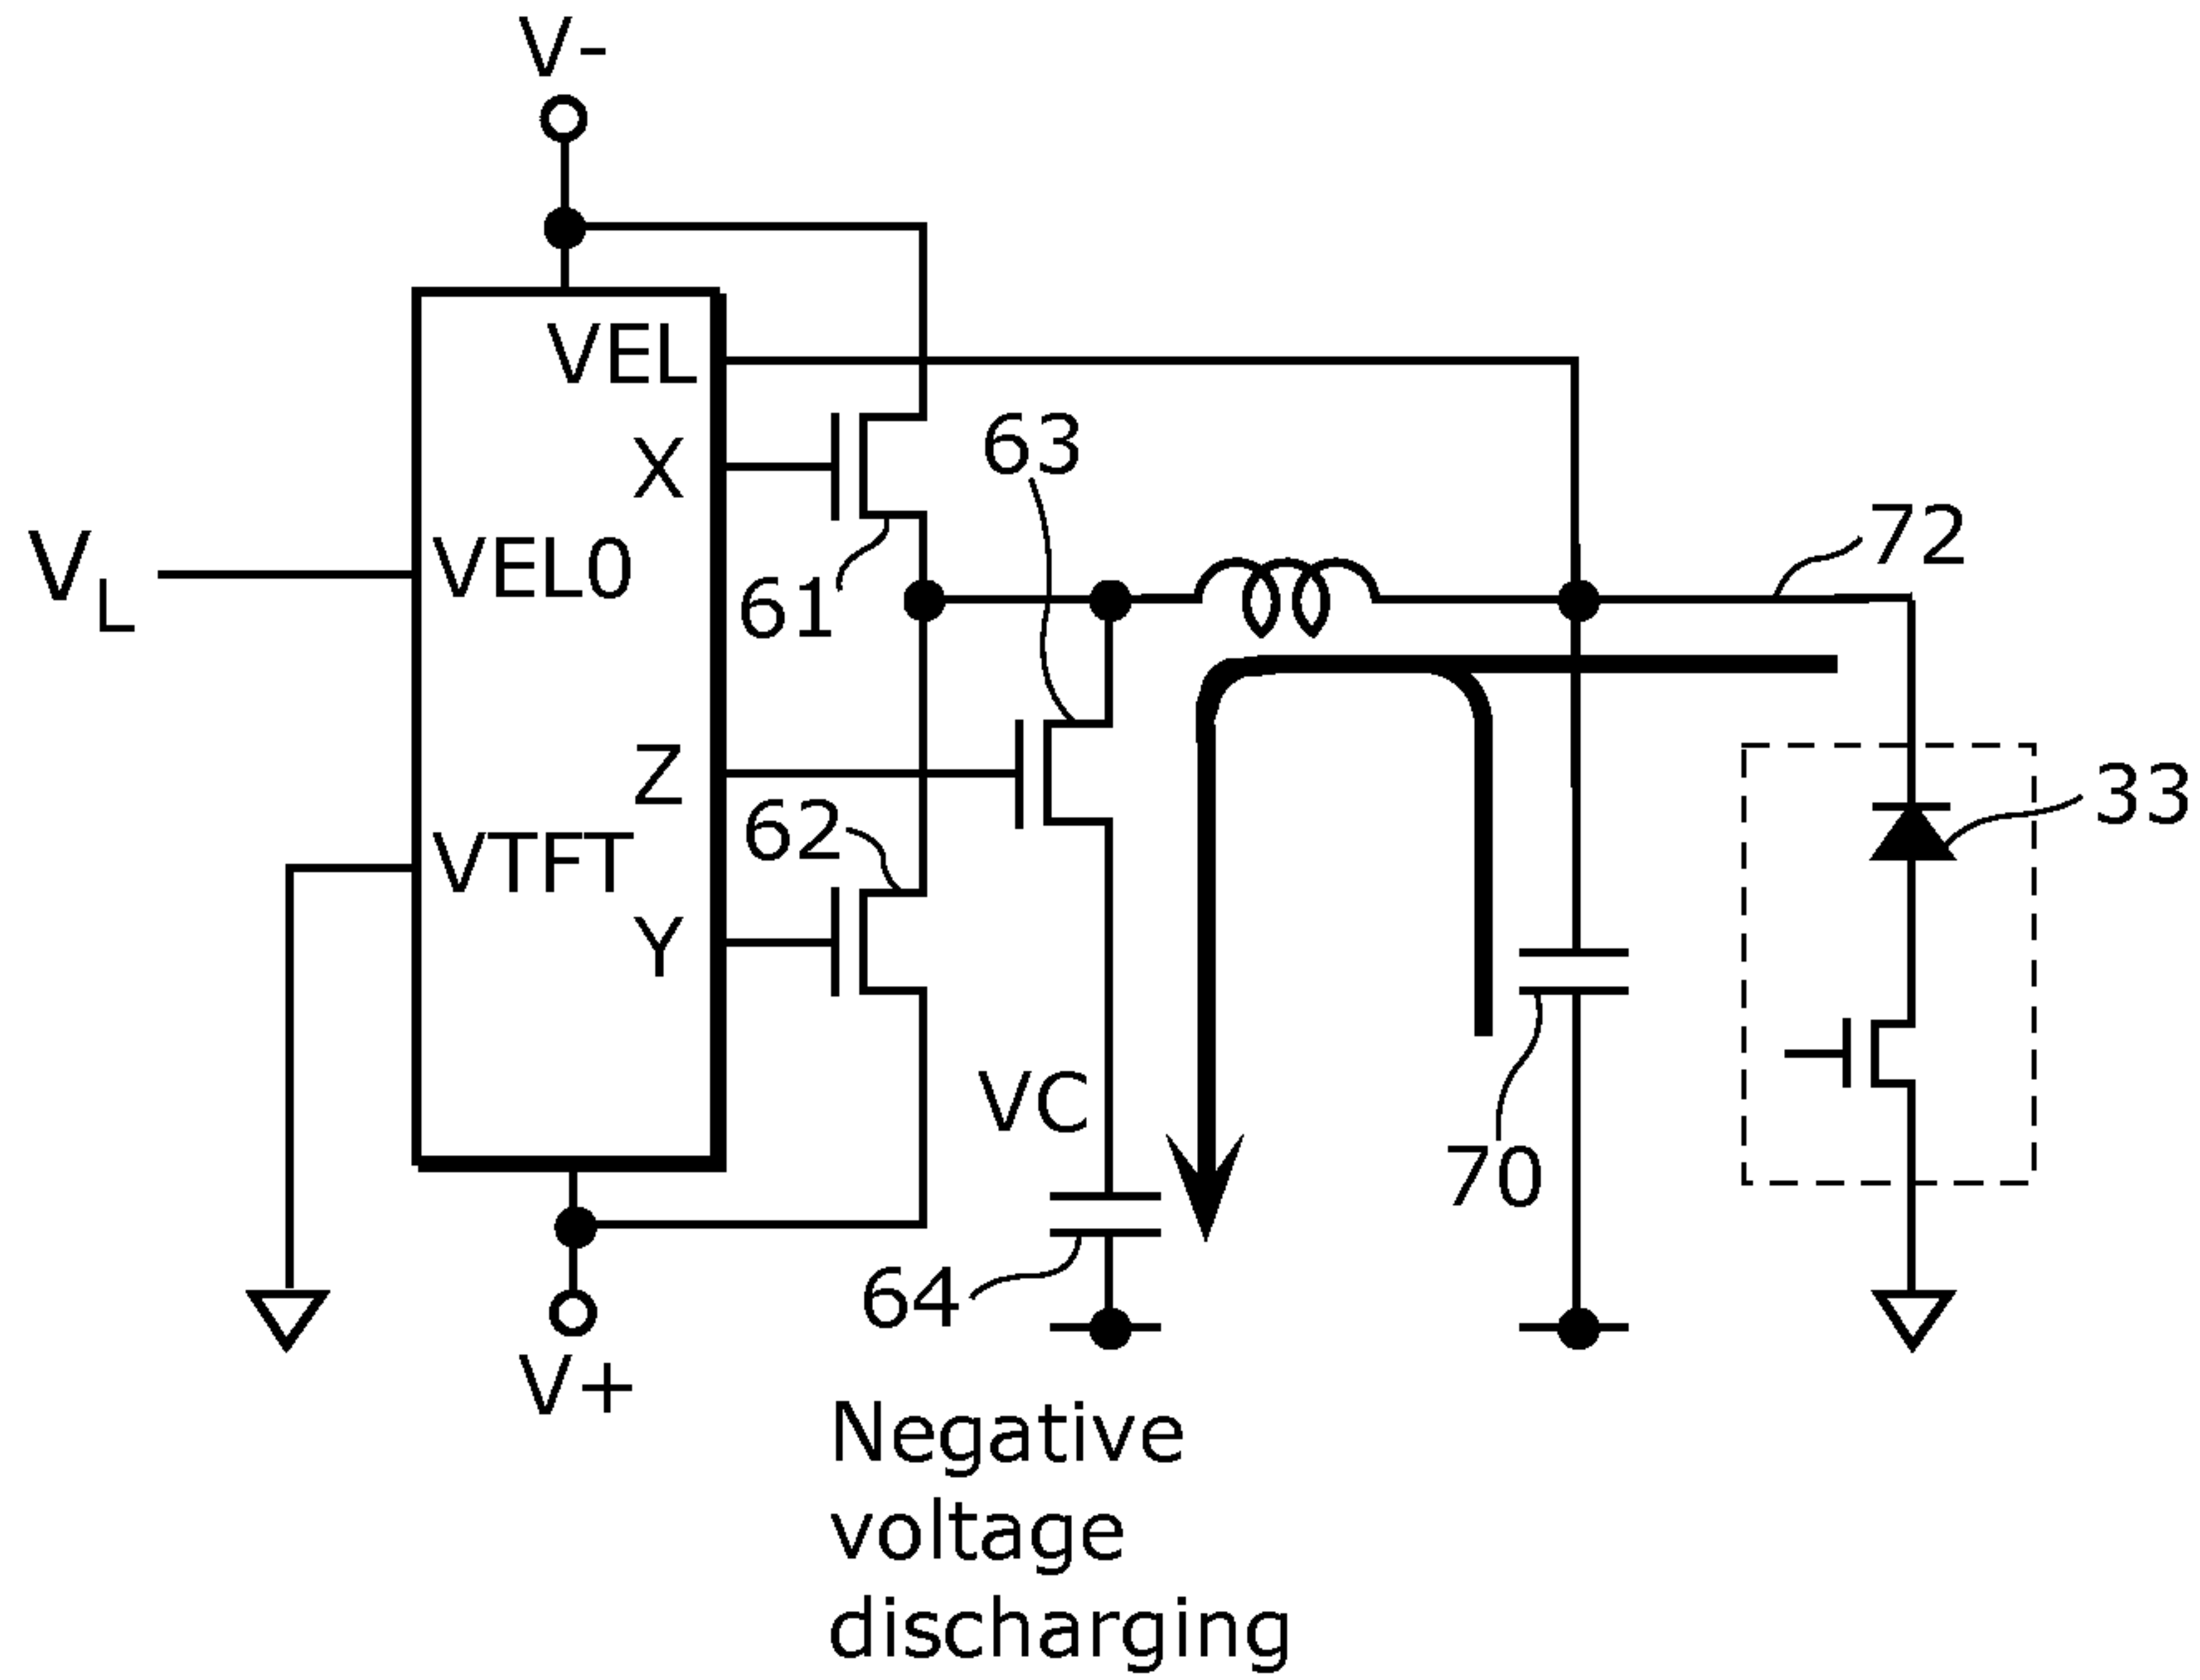 V-
VEL
X
63
72
VL
VEL0
61
Z
33
62
VTFT
Y
VC
70
64
V+
Negative
voltage
discharging